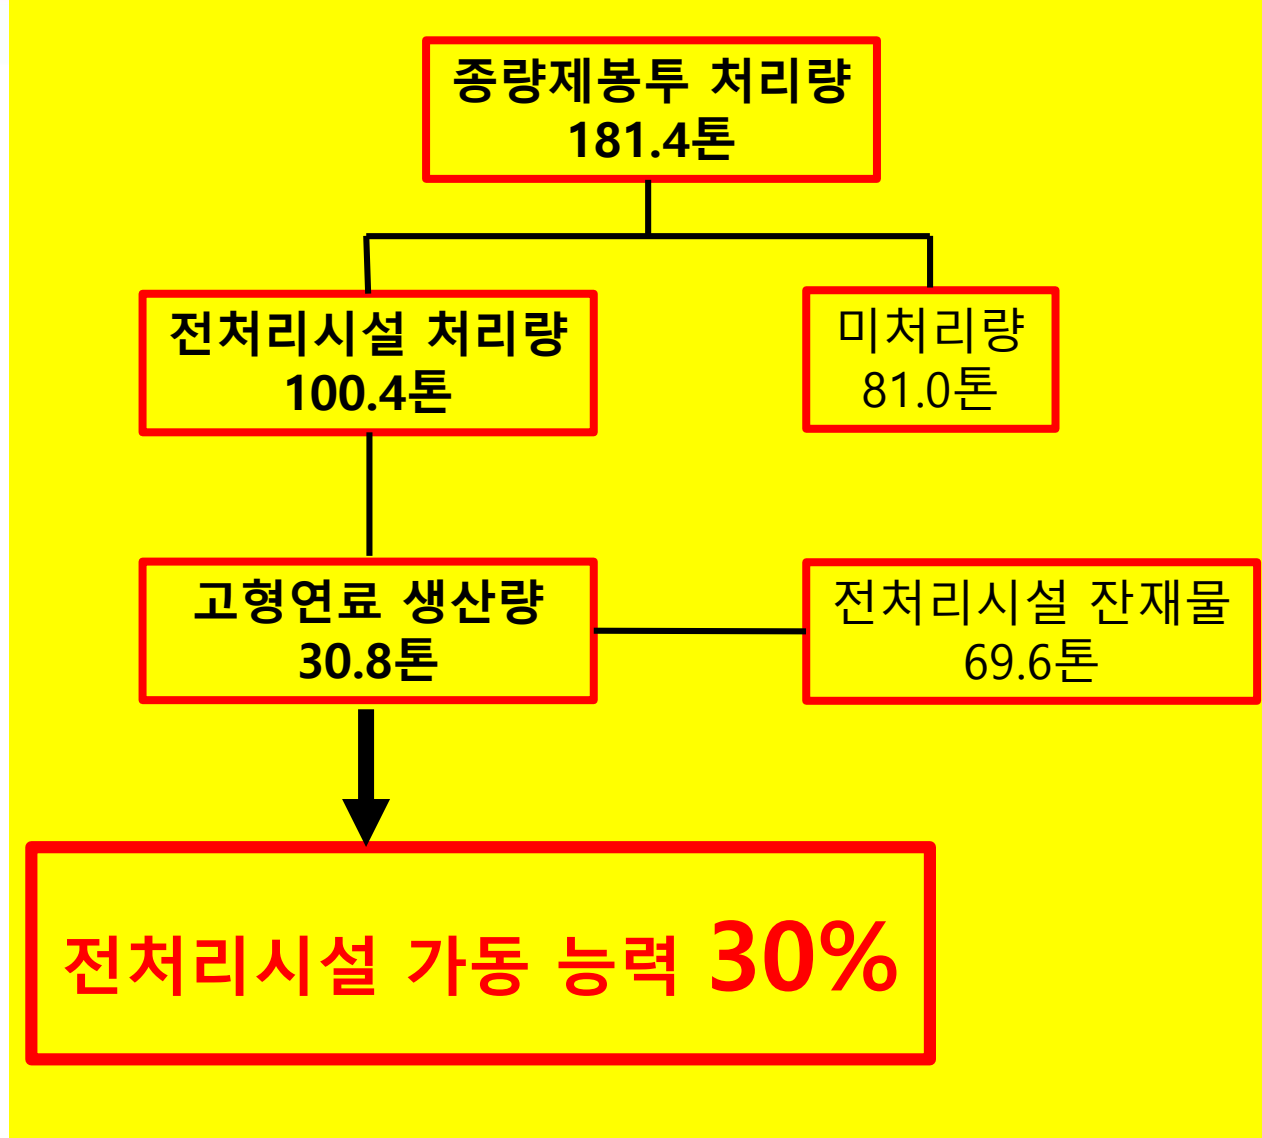 종량제봉투 처리량
181.4톤
전처리시설 처리량
100.4톤
미처리량
81.0톤
고형연료 생산량
30.8톤
전처리시설 잔재물
69.6톤
전처리시설 가동 능력 30%